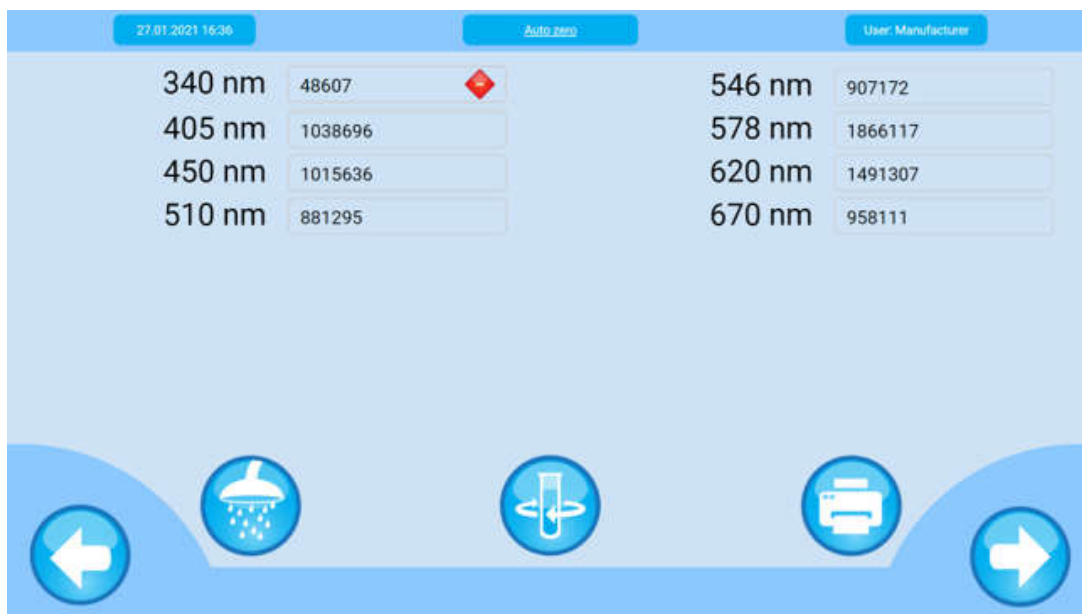 27.01.2021 16:36
Auto zero
User: Manufacturer
340 nm 48607
405 nm 1038696
450 nm 1015636
510 nm 881295
546 nm 907172
578 nm 1866117
620 nm 1491307
670 nm 958111